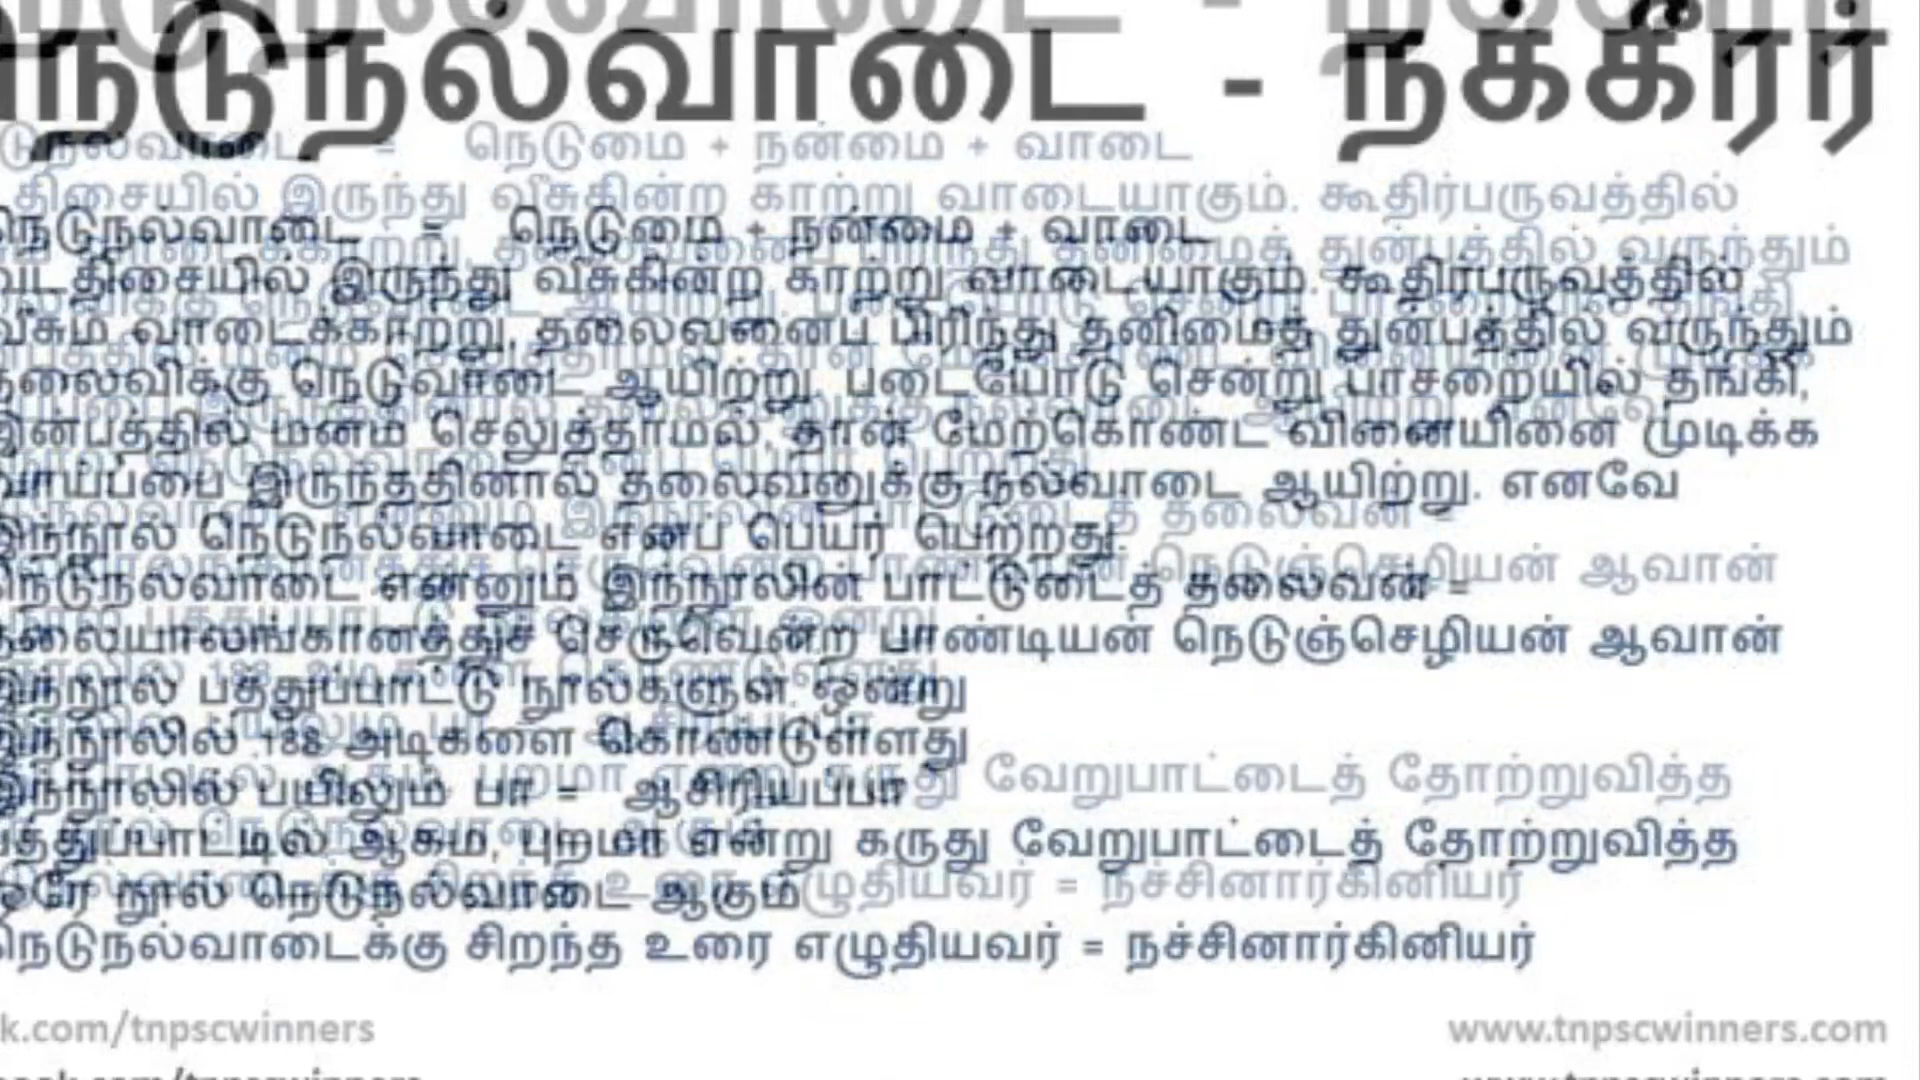 நெடுநல்வாடை - நக்கீரர்
நெடுநல்வாடை = நெடுமை + நன்மை + வாடை
வடதிசையில் இருந்து வீசுகின்ற காற்று வாடையாகும். கூதிர்பருவத்தில்
வீசும் வாடைக்காற்று, தலைவனைப் பிரிந்து தனிமைத் துன்பத்தில் வருந்தும்
தலைவிக்கு நெடுவாடை ஆயிற்று. படையோடு சென்று பாசறையில் தங்கி,
இன்பத்தில் மனம் செலுத்தாமல், தான் மேற்கொண்ட வினையினை முடிக்க
வாய்ப்பை இருந்ததினால் தலைவனுக்கு நல்வாடை ஆயிற்று. எனவே
இந்நூல் நெடுநல்வாடை எனப் பெயர் பெற்றது
நெடுநல்வாடை என்னும் இந்நூலின் பாட்டுடைத் தலைவன் =
தலையாலங்கானத்துச் செருவென்ற பாண்டியன் நெடுஞ்செழியன் ஆவான்
இந்நூல் பத்துப்பாட்டு நூல்களுள் ஒன்று
இந்நூலில் 188 அடிகளை கொண்டுள்ளது
இந்நூலில் பயிலும் பா = ஆசிரியப்பா
பத்துப்பாட்டில் ஆகம, புறமா என்று கருது வேறுபாட்டைத் தோற்றுவித்த
ஒரே நூல் நெடுநல்வாடை ஆகும்
நெடுநல்வாடைக்கு சிறந்த உரை எழுதியவர் = நச்சினார்கினியர்
k.com/tnpscwinners www.tnpscwinners.com